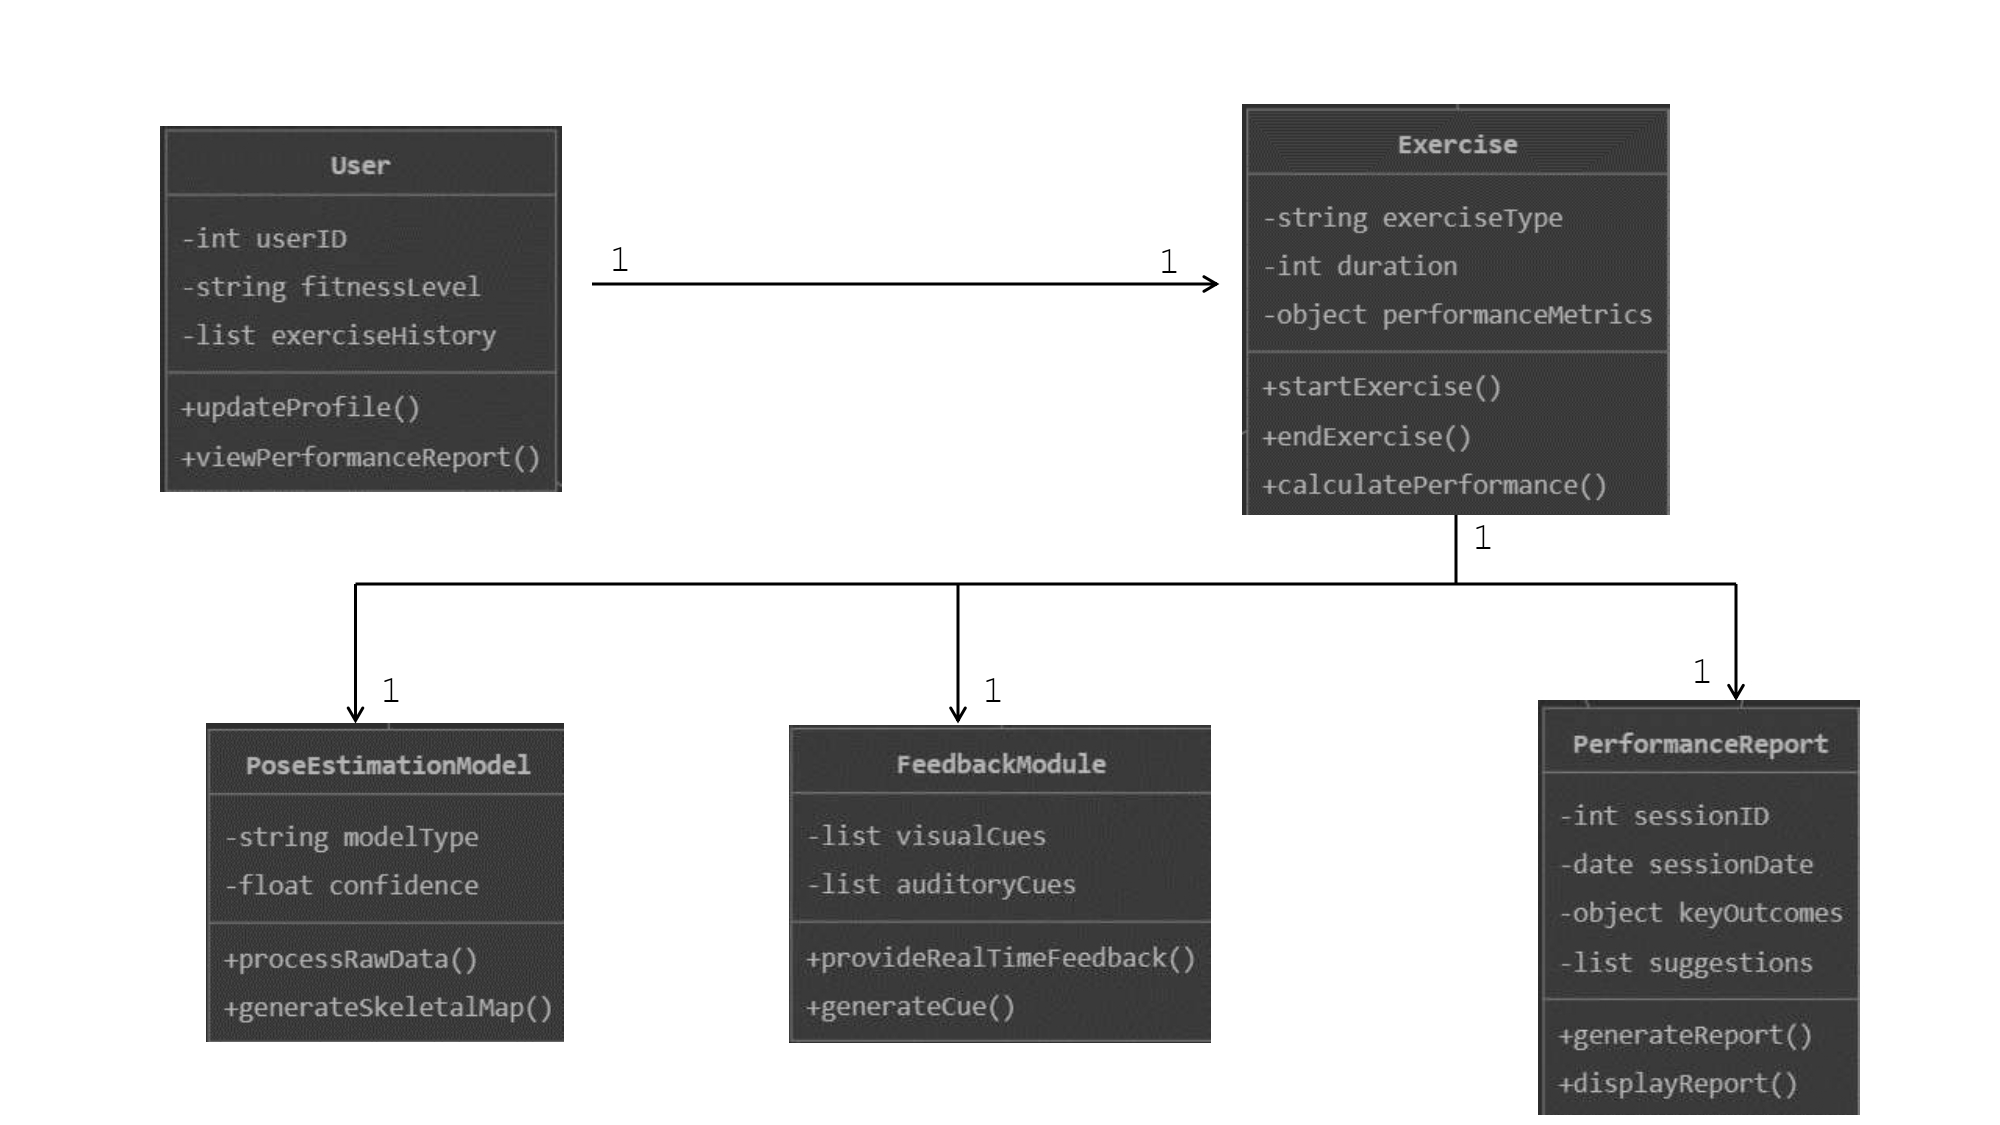 User
-int userID
-string fitnessLevel
-list exerciseHistory
+updateProfile()
+viewPerformanceReport()
1
1
Exercise
-string exerciseType
-int duration
-object performanceMetrics
+startExercise()
+endExercise()
+calculatePerformance()
1
1
1
1
PoseEstimationModel
-string modelType
-float confidence
+processRawData()
+generateSkeletalMap()
FeedbackModule
-list visualCues
-list auditoryCues
+provideRealTimeFeedback()
+generateCue()
PerformanceReport
-int sessionID
-date sessionDate
-object keyOutcomes
-list suggestions
+generateReport()
+displayReport()